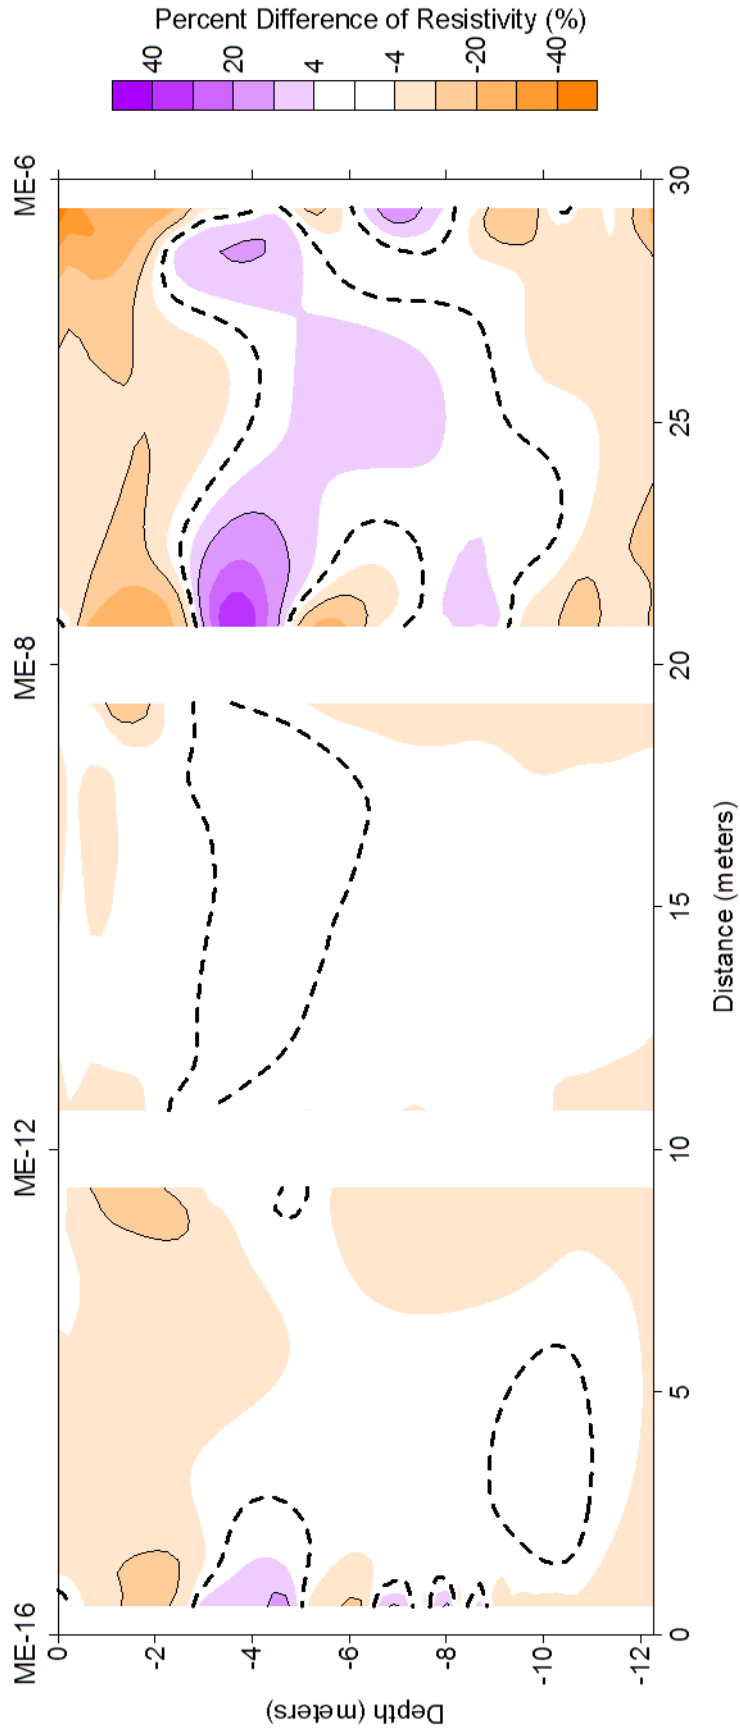 Percent Difference of Resistivity (%)
40 20 4 -4 -20 -40
ME-16 ME-12 ME-8 ME-6
0
-2
-4
-6
-8
-10
-12
Depth (meters)
0 5 10 15 20 25 30
Distance (meters)